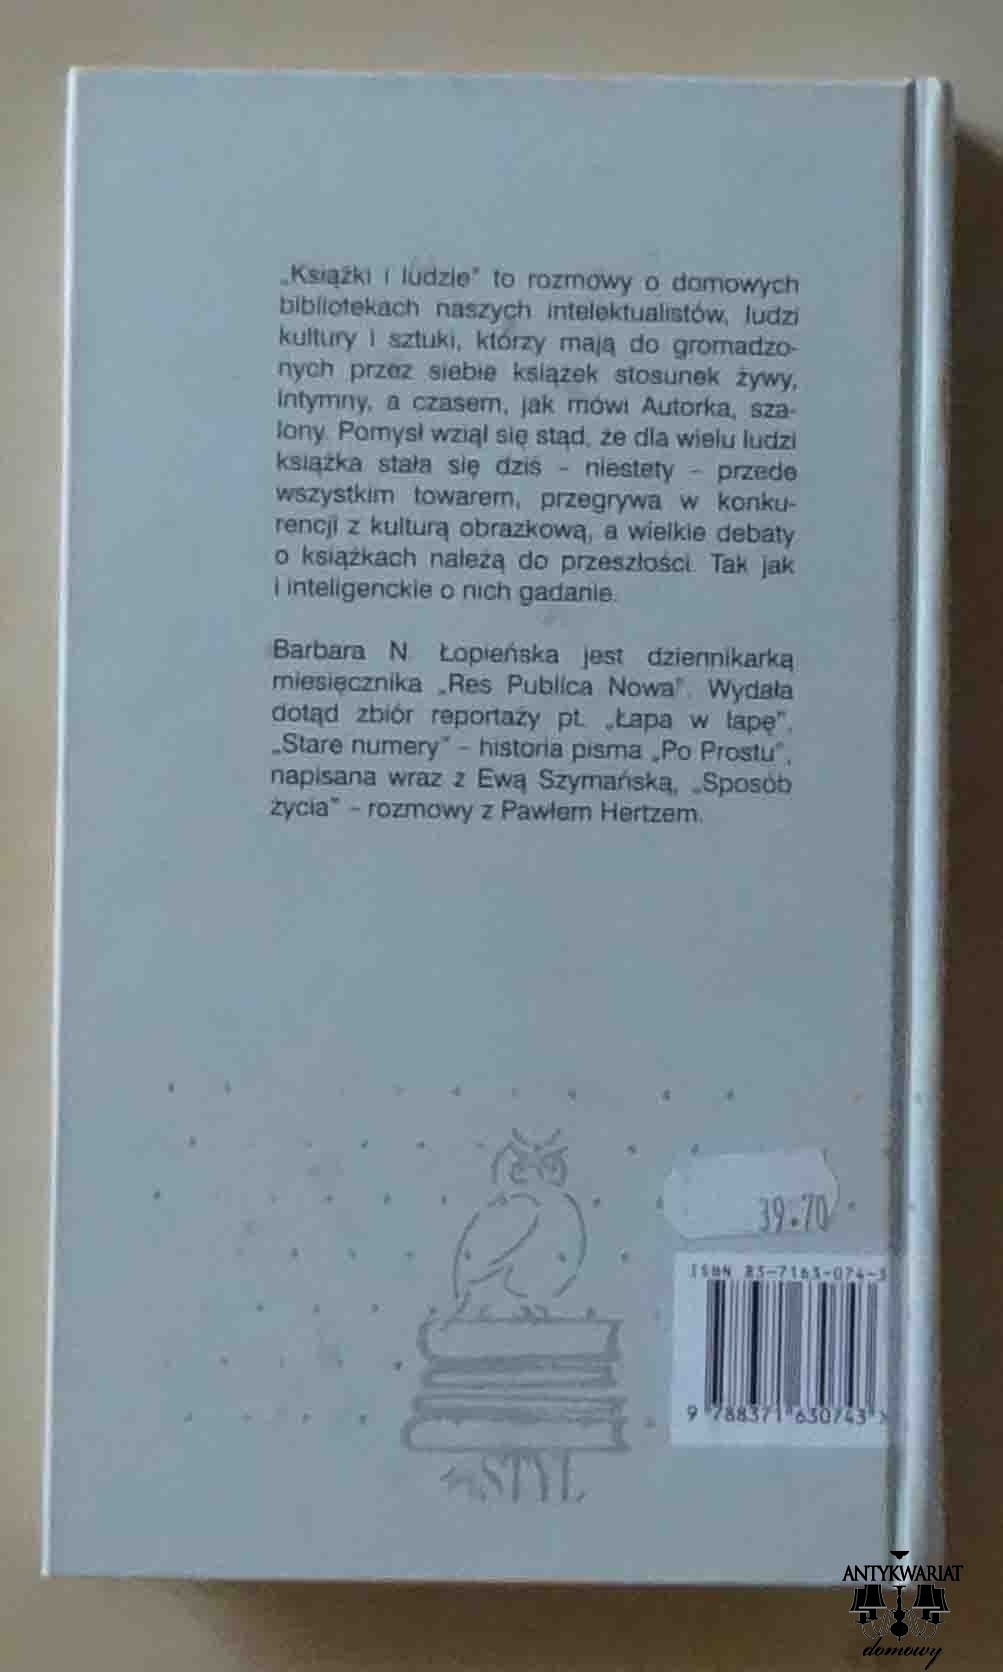 „Książki i ludzie” to rozmowy o domowych
bibliotekach naszych intelektualistów, ludzi
kultury i sztuki, którzy mają do gromadzo-
nych przez siebie książek stosunek żywy,
intymny, a czasem, jak mówi Autorka, sza-
lony. Pomysł wziął się stąd, że dla wielu ludzi
książka stała się dziś – niestety – przede
wszystkim towarem, przegrywa w konku-
rencji z kulturą obrazkową, a wielkie debaty
o książkach należą do przeszłości. Tak jak
i inteligenckie o nich gadanie.
Barbara N. Łopieńska jest dziennikarką
miesięcznika „Res Publica Nowa”. Wydała
dotąd zbiór reportaży pt. „Łapa w łapę”,
„Stare numery” – historia pisma „Po Prostu”,
napisana wraz z Ewą Szymańską, „Sposób
życia” – rozmowy z Pawłem Hertzem.
39.70
ISBN 83-7163-074-3
9 788371 630743
STYL
ANTYKWARIAT
domowy